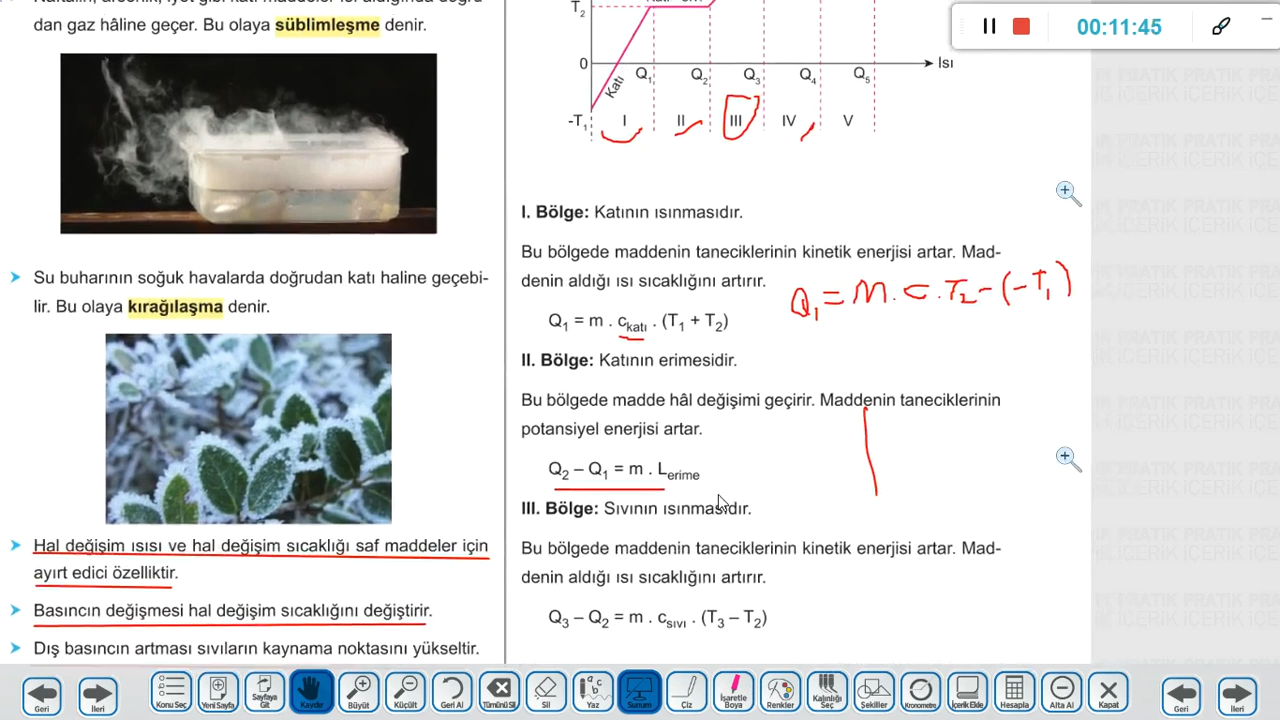 Naftalin, arsenik, iyot gibi katı maddeler ısı aldığında doğru-
dan gaz hâline geçer. Bu olaya süblimleşme denir.
➤ Su buharının soğuk havalarda doğrudan katı haline geçebi-
lir. Bu olaya kırağılaşma denir.
➤ Hal değişim ısısı ve hal değişim sıcaklığı saf maddeler için
ayırt edici özelliktir.
➤ Basıncın değişmesi hal değişim sıcaklığını değiştirir.
➤ Dış basıncın artması sıvıların kaynama noktasını yükseltir.
T₂
0
-T₁
Katı
Q₁ Q₂ Q₃ Q₄ Q₅
Isı
I II III IV V
I. Bölge: Katının ısınmasıdır.
Bu bölgede maddenin taneciklerinin kinetik enerjisi artar. Mad-
denin aldığı ısı sıcaklığını artırır.
Q₁ = m . c . T₂ - (-T₁)
Q₁ = m . c katı . (T₁ + T₂)
II. Bölge: Katının erimesidir.
Bu bölgede madde hâl değişimi geçirir. Maddenin taneciklerinin
potansiyel enerjisi artar.
Q₂ – Q₁ = m . L erime
III. Bölge: Sıvının ısınmasıdır.
Bu bölgede maddenin taneciklerinin kinetik enerjisi artar. Mad-
denin aldığı ısı sıcaklığını artırır.
Q₃ – Q₂ = m . c sıvı . (T₃ – T₂)
00:11:45
PRATİK PRATİK
İÇERİK İÇERİK
Geri
İleri
Konu Seç
Yeni Sayfa
Sayfaya Git
Kaydır
Büyüt
Küçült
Geri Al
Tümünü Sil
Sil
Yaz
Sunum
Çiz
İşaretle Boya
Renkler
Kalınlığı Seç
Şekiller
Kronometre
İçerik Ekle
Hesapla
Alta Al
Kapat
Geri
İleri